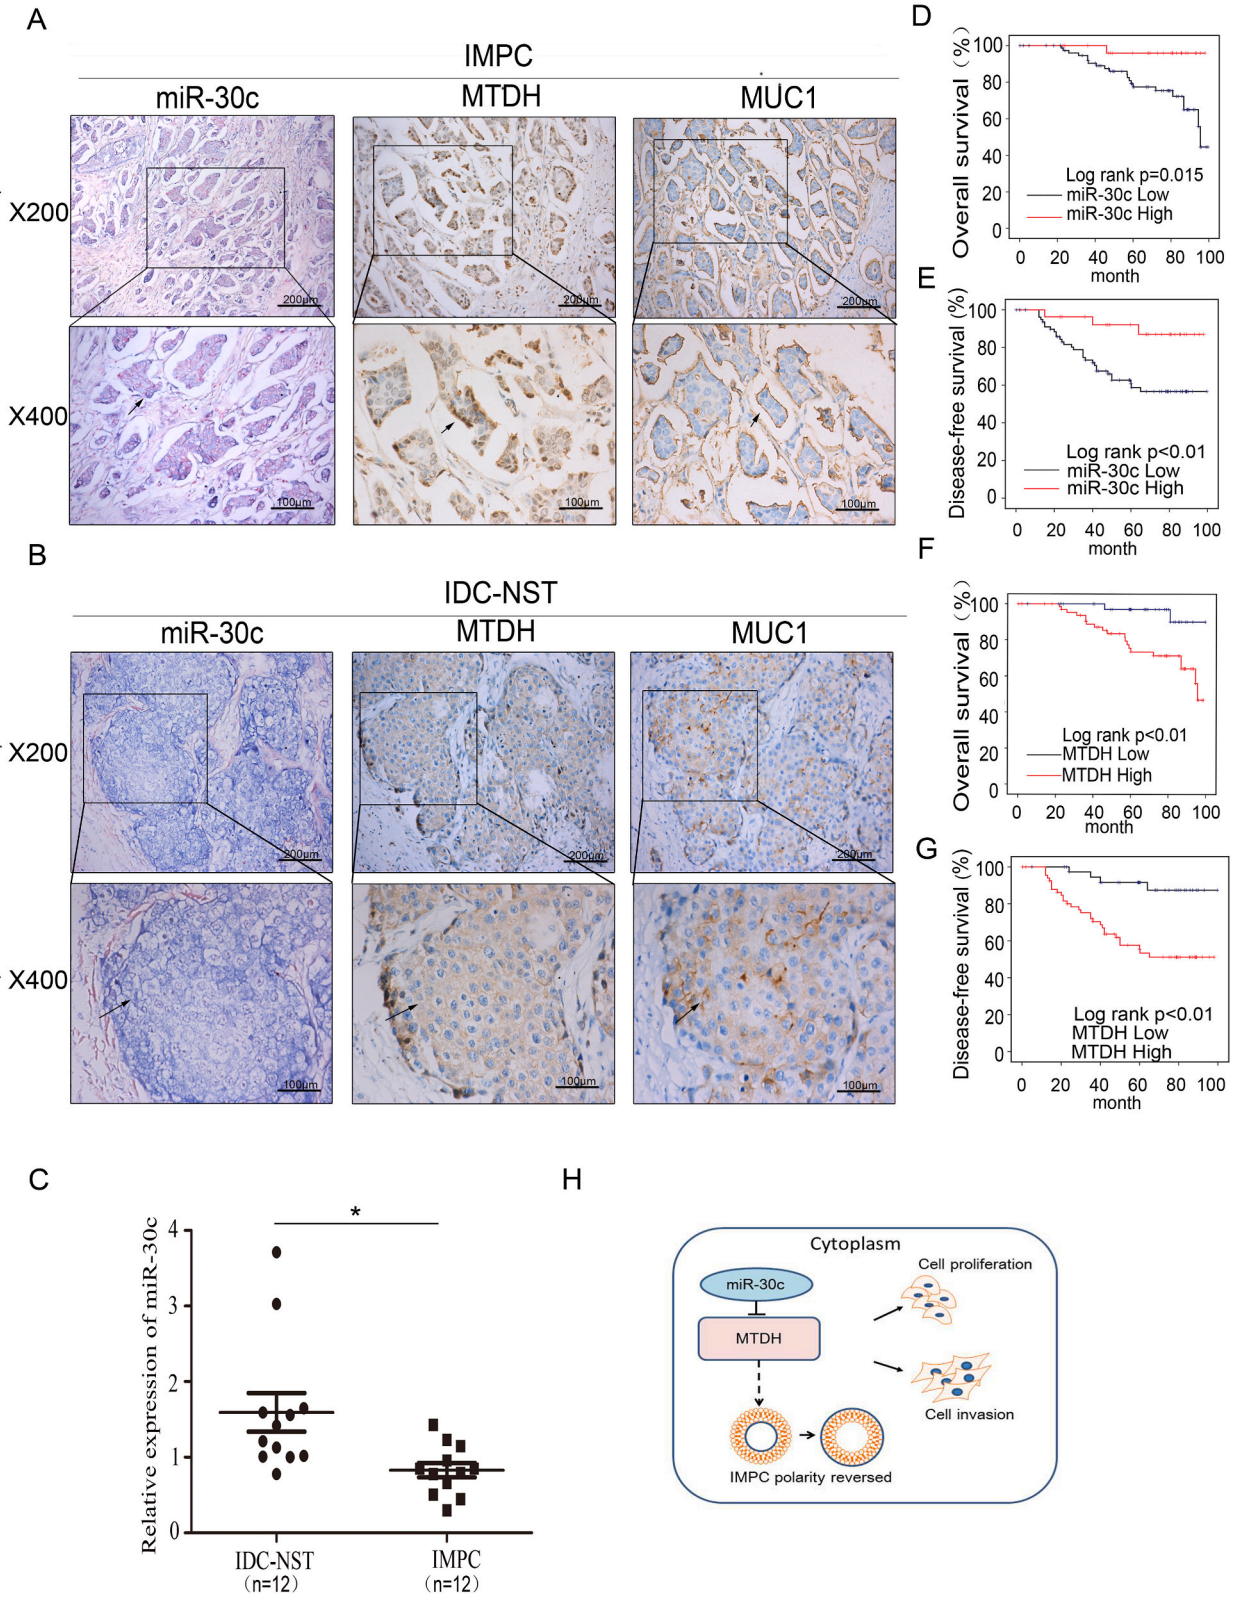 A
IMPC
miR-30c
MTDH
MUC1
X200
200μm
200μm
200μm
X400
100μm
100μm
100μm
B
IDC-NST
miR-30c
MTDH
MUC1
X200
200μm
200μm
200μm
X400
100μm
100μm
100μm
C
Relative expression of miR-30c
4
3
2
1
0
*
IDC-NST
(n=12)
IMPC
(n=12)
D
Overall survival (%)
100
80
60
40
20
0
Log rank p=0.015
miR-30c Low
miR-30c High
0 20 40 60 80 100
month
E
Disease-free survival (%)
100
80
60
40
20
0
Log rank p<0.01
miR-30c Low
miR-30c High
0 20 40 60 80 100
month
F
Overall survival (%)
100
80
60
40
20
0
Log rank p<0.01
MTDH Low
MTDH High
0 20 40 60 80 100
month
G
Disease-free survival (%)
100
80
60
40
20
0
Log rank p<0.01
MTDH Low
MTDH High
0 20 40 60 80 100
month
H
Cytoplasm
miR-30c
MTDH
Cell proliferation
Cell invasion
IMPC polarity reversed